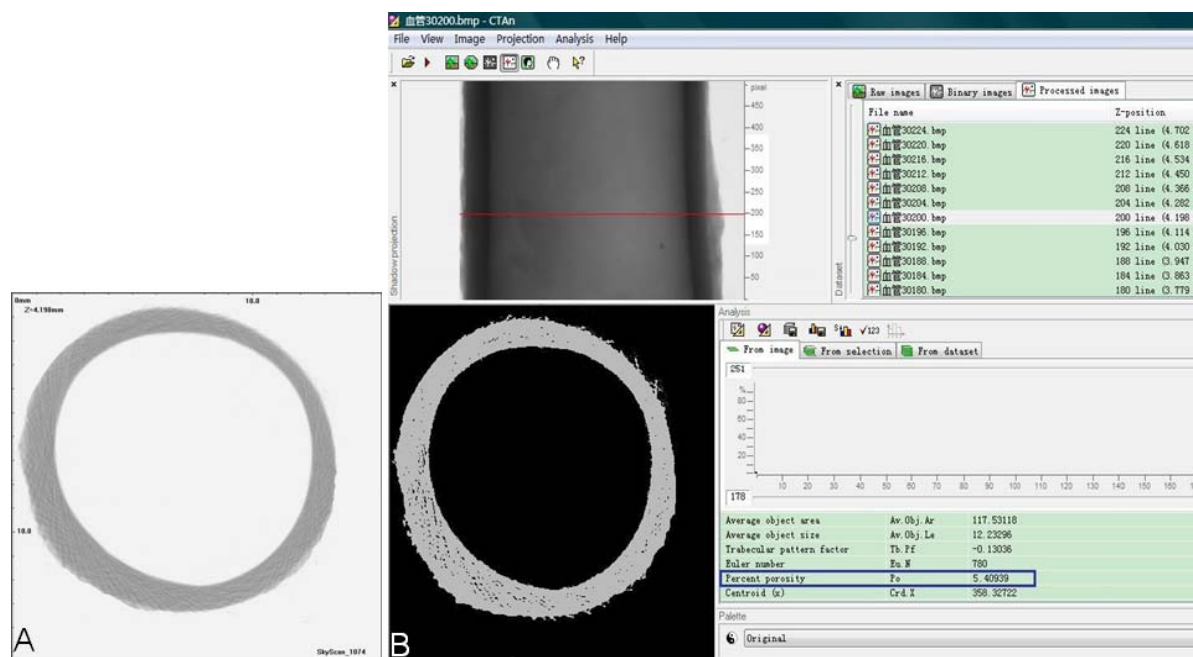 0mm
10.0
Z=4.198mm
10.0
SkyScan_1074
A
血管30200.bmp - CTAn
File View Image Projection Analysis Help
Shadow projection
pixel
450
400
350
300
250
200
150
100
50
Dataset
Raw images Binary images Processed images
File name Z-position
血管30224.bmp 224 line (4.702
血管30220.bmp 220 line (4.618
血管30216.bmp 216 line (4.534
血管30212.bmp 212 line (4.450
血管30208.bmp 208 line (4.366
血管30204.bmp 204 line (4.282
血管30200.bmp 200 line (4.198
血管30196.bmp 196 line (4.114
血管30192.bmp 192 line (4.030
血管30188.bmp 188 line (3.947
血管30184.bmp 184 line (3.863
血管30180.bmp 180 line (3.779
B
Analysis
√123
From image From selection From dataset
251
%
80
60
40
20
10 20 30 40 50 60 70 80 90 100 110 120 130 140 150 160
178
Average object area Av.Obj.Ar 117.53118
Average object size Av.Obj.Le 12.23296
Trabecular pattern factor Tb.Pf -0.13036
Euler number Eu.N 780
Percent porosity Po 5.40939
Centroid (x) Crd.X 358.32722
Palette
Original